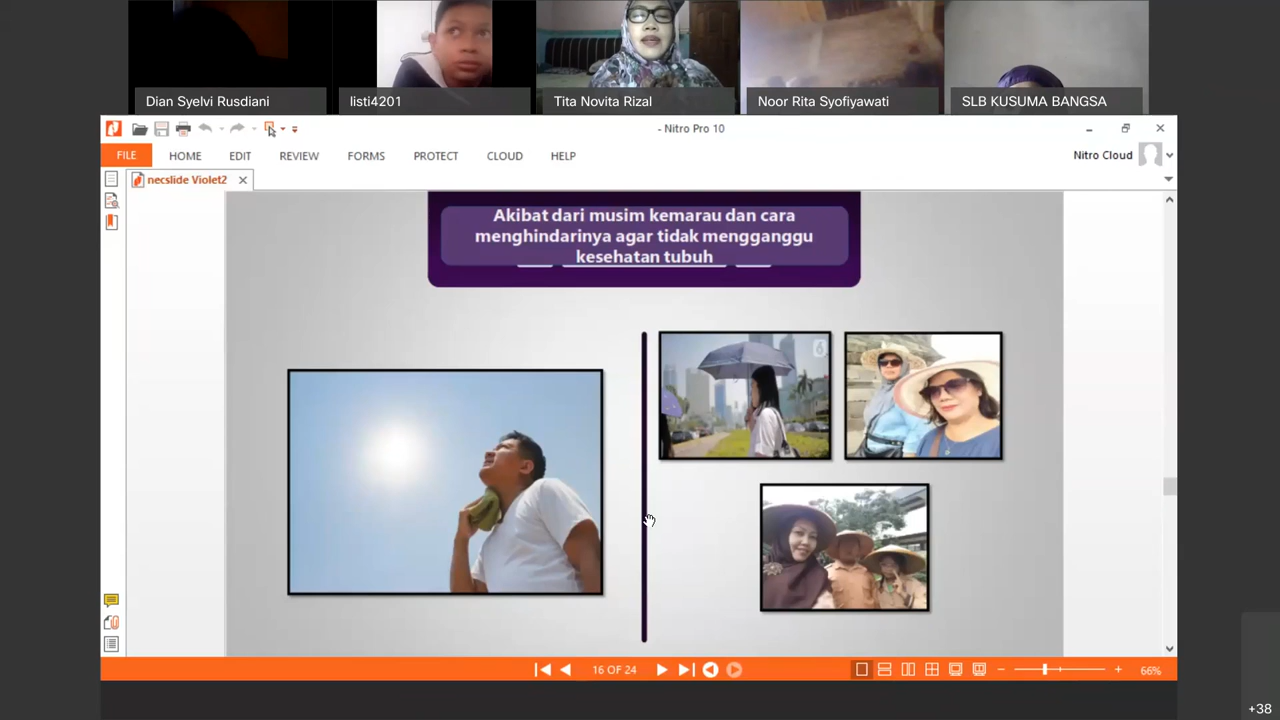 Dian Syelvi Rusdiani
listi4201
Tita Novita Rizal
Noor Rita Syofiyawati
SLB KUSUMA BANGSA
- Nitro Pro 10
FILE
HOME
EDIT
REVIEW
FORMS
PROTECT
CLOUD
HELP
Nitro Cloud
necslide Violet2
Akibat dari musim kemarau dan cara
menghindarinya agar tidak mengganggu
kesehatan tubuh
6
16 OF 24
66%
+38